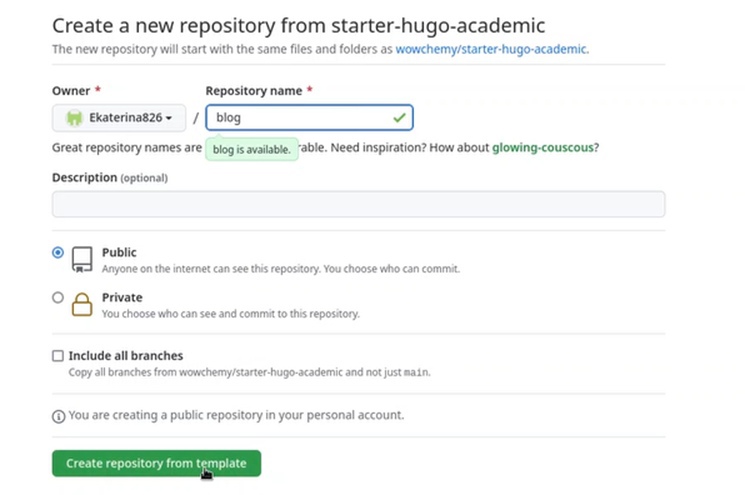 Create a new repository from starter-hugo-academic
The new repository will start with the same files and folders as wowchemy/starter-hugo-academic.
Owner * Repository name *
Ekaterina826 / blog
Great repository names are rable. Need inspiration? How about glowing-couscous?
blog is available.
Description (optional)
Public
Anyone on the internet can see this repository. You choose who can commit.
Private
You choose who can see and commit to this repository.
Include all branches
Copy all branches from wowchemy/starter-hugo-academic and not just main.
You are creating a public repository in your personal account.
Create repository from template